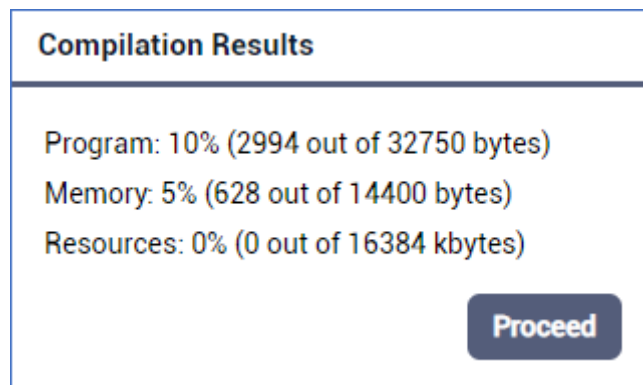 Compilation Results
Program: 10% (2994 out of 32750 bytes)
Memory: 5% (628 out of 14400 bytes)
Resources: 0% (0 out of 16384 kbytes)
Proceed